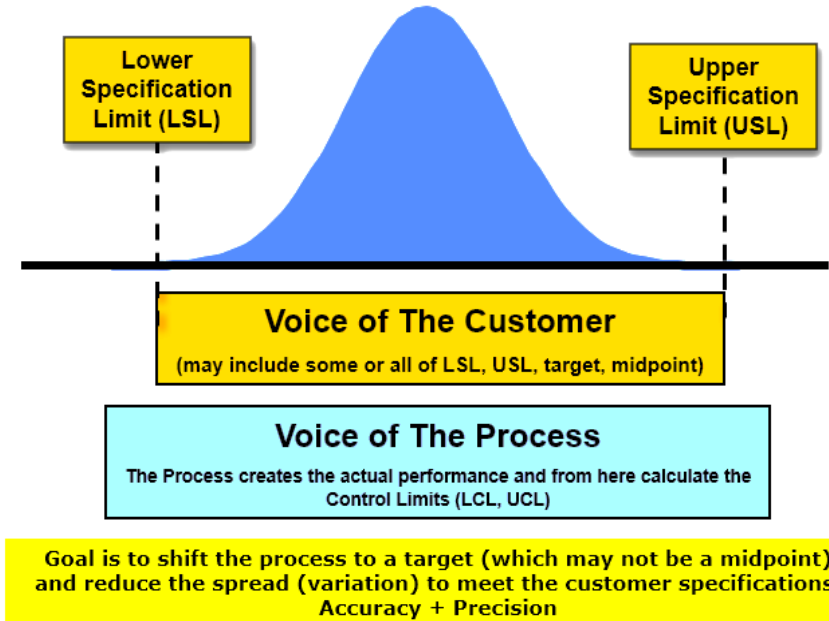 Lower
Specification
Limit (LSL)
Upper
Specification
Limit (USL)
Voice of The Customer
(may include some or all of LSL, USL, target, midpoint)
Voice of The Process
The Process creates the actual performance and from here calculate the
Control Limits (LCL, UCL)
Goal is to shift the process to a target (which may not be a midpoint)
and reduce the spread (variation) to meet the customer specifications
Accuracy + Precision